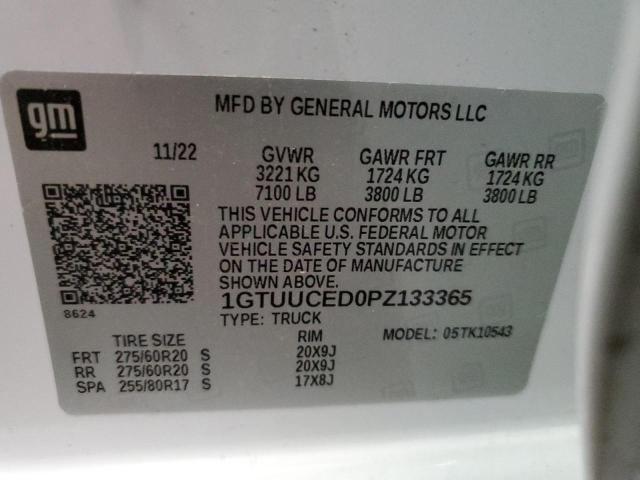 gm
MFD BY GENERAL MOTORS LLC
11/22 GVWR GAWR FRT GAWR RR
3221 KG 1724 KG 1724 KG
7100 LB 3800 LB 3800 LB
THIS VEHICLE CONFORMS TO ALL
APPLICABLE U.S. FEDERAL MOTOR
VEHICLE SAFETY STANDARDS IN EFFECT
ON THE DATE OF MANUFACTURE
SHOWN ABOVE.
8624
1GTUUCED0PZ133365
TYPE: TRUCK MODEL: 05TK10543
TIRE SIZE RIM
FRT 275/60R20 S 20X9J
RR 275/60R20 S 20X9J
SPA 255/80R17 S 17X8J